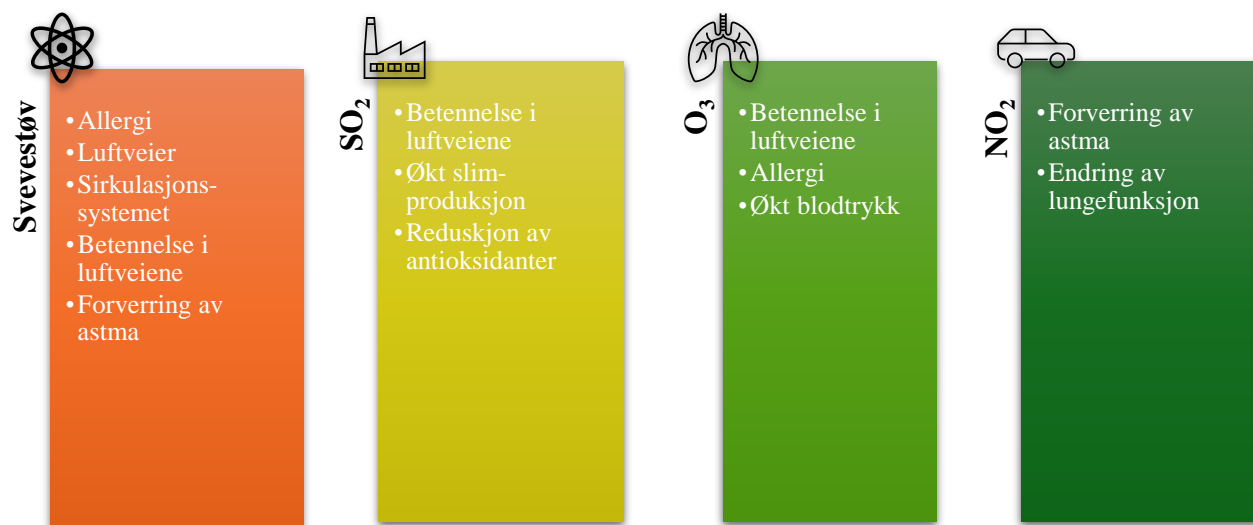 Svevestøv
•Allergi
•Luftveier
•Sirkulasjons-
systemet
•Betennelse i
luftveiene
•Forverring av
astma
SO₂
•Betennelse i
luftveiene
•Økt slim-
produksjon
•Reduskjon av
antioksidanter
O₃
•Betennelse i
luftveiene
•Allergi
•Økt blodtrykk
NO₂
•Forverring av
astma
•Endring av
lungefunksjon